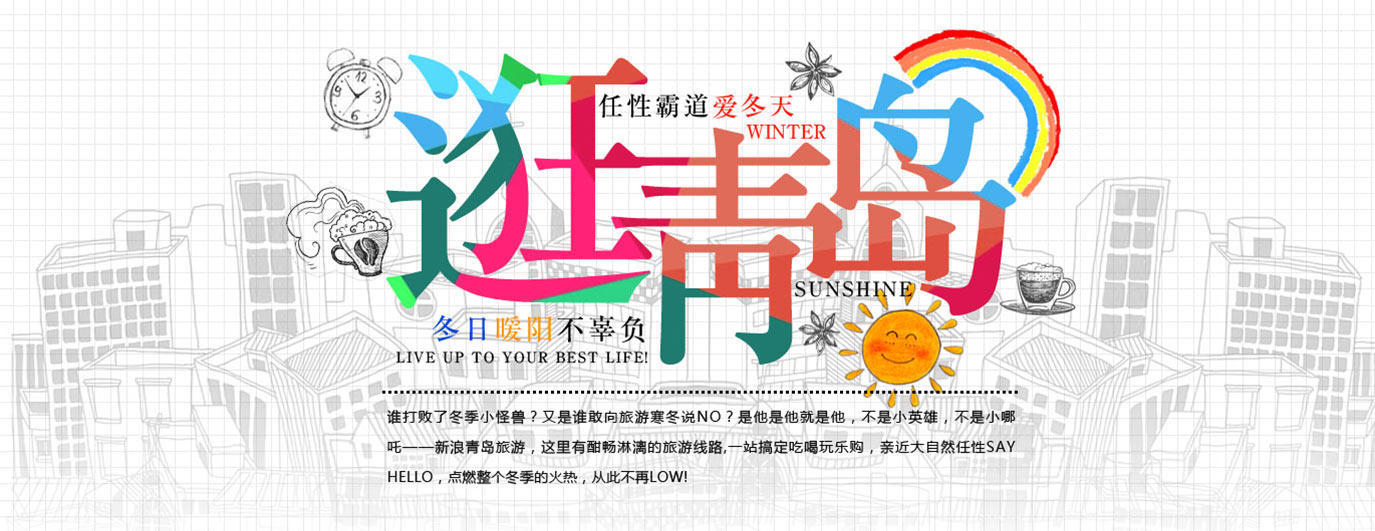 逛青岛
任性霸道爱冬天
WINTER
SUNSHINE
冬日暖阳不辜负
LIVE UP TO YOUR BEST LIFE!
谁打败了冬季小怪兽？又是谁敢向旅游寒冬说NO？是他是他就是他，不是小英雄，不是小哪
吒——新浪青岛旅游，这里有酣畅淋漓的旅游线路,一站搞定吃喝玩乐购，亲近大自然任性SAY
HELLO，点燃整个冬季的火热，从此不再LOW!